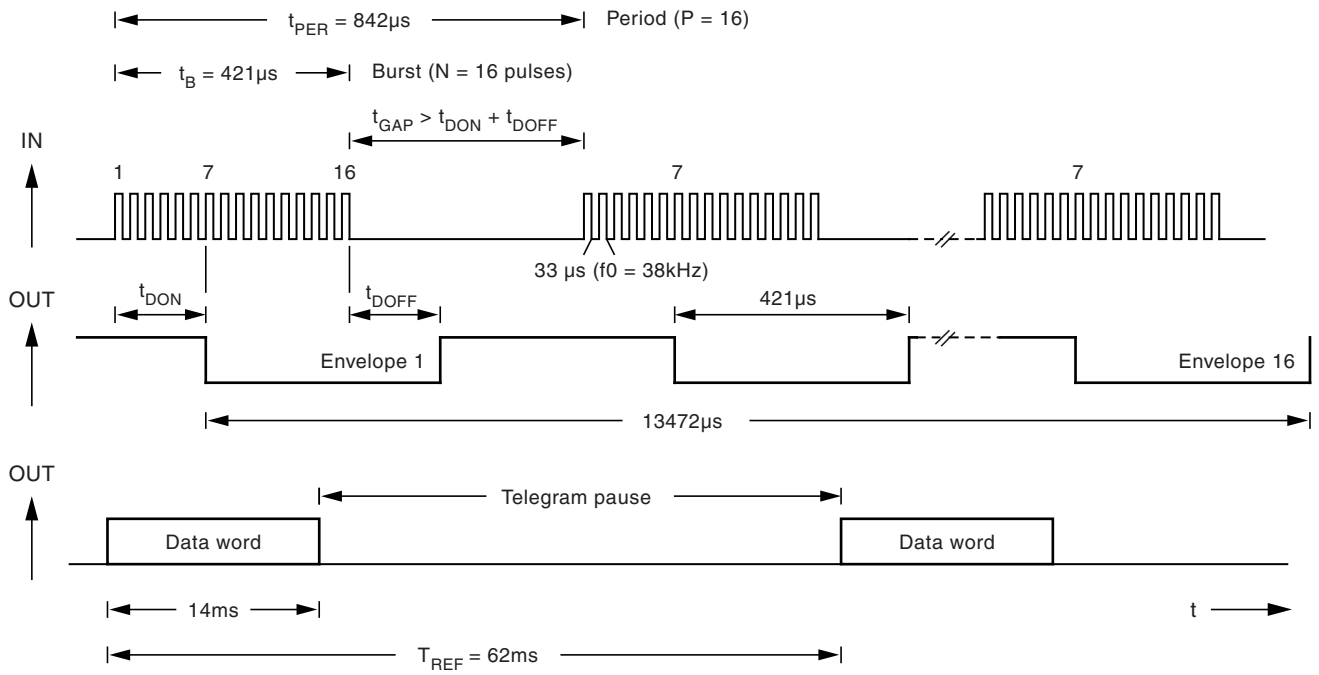 t_PER = 842µs Period (P = 16)
t_B = 421µs Burst (N = 16 pulses)
t_GAP > t_DON + t_DOFF
IN
1 7 16 7 7
33 µs (f0 = 38kHz)
OUT
t_DON t_DOFF 421µs
Envelope 1 Envelope 16
13472µs
OUT
Telegram pause
Data word Data word
14ms t
T_REF = 62ms